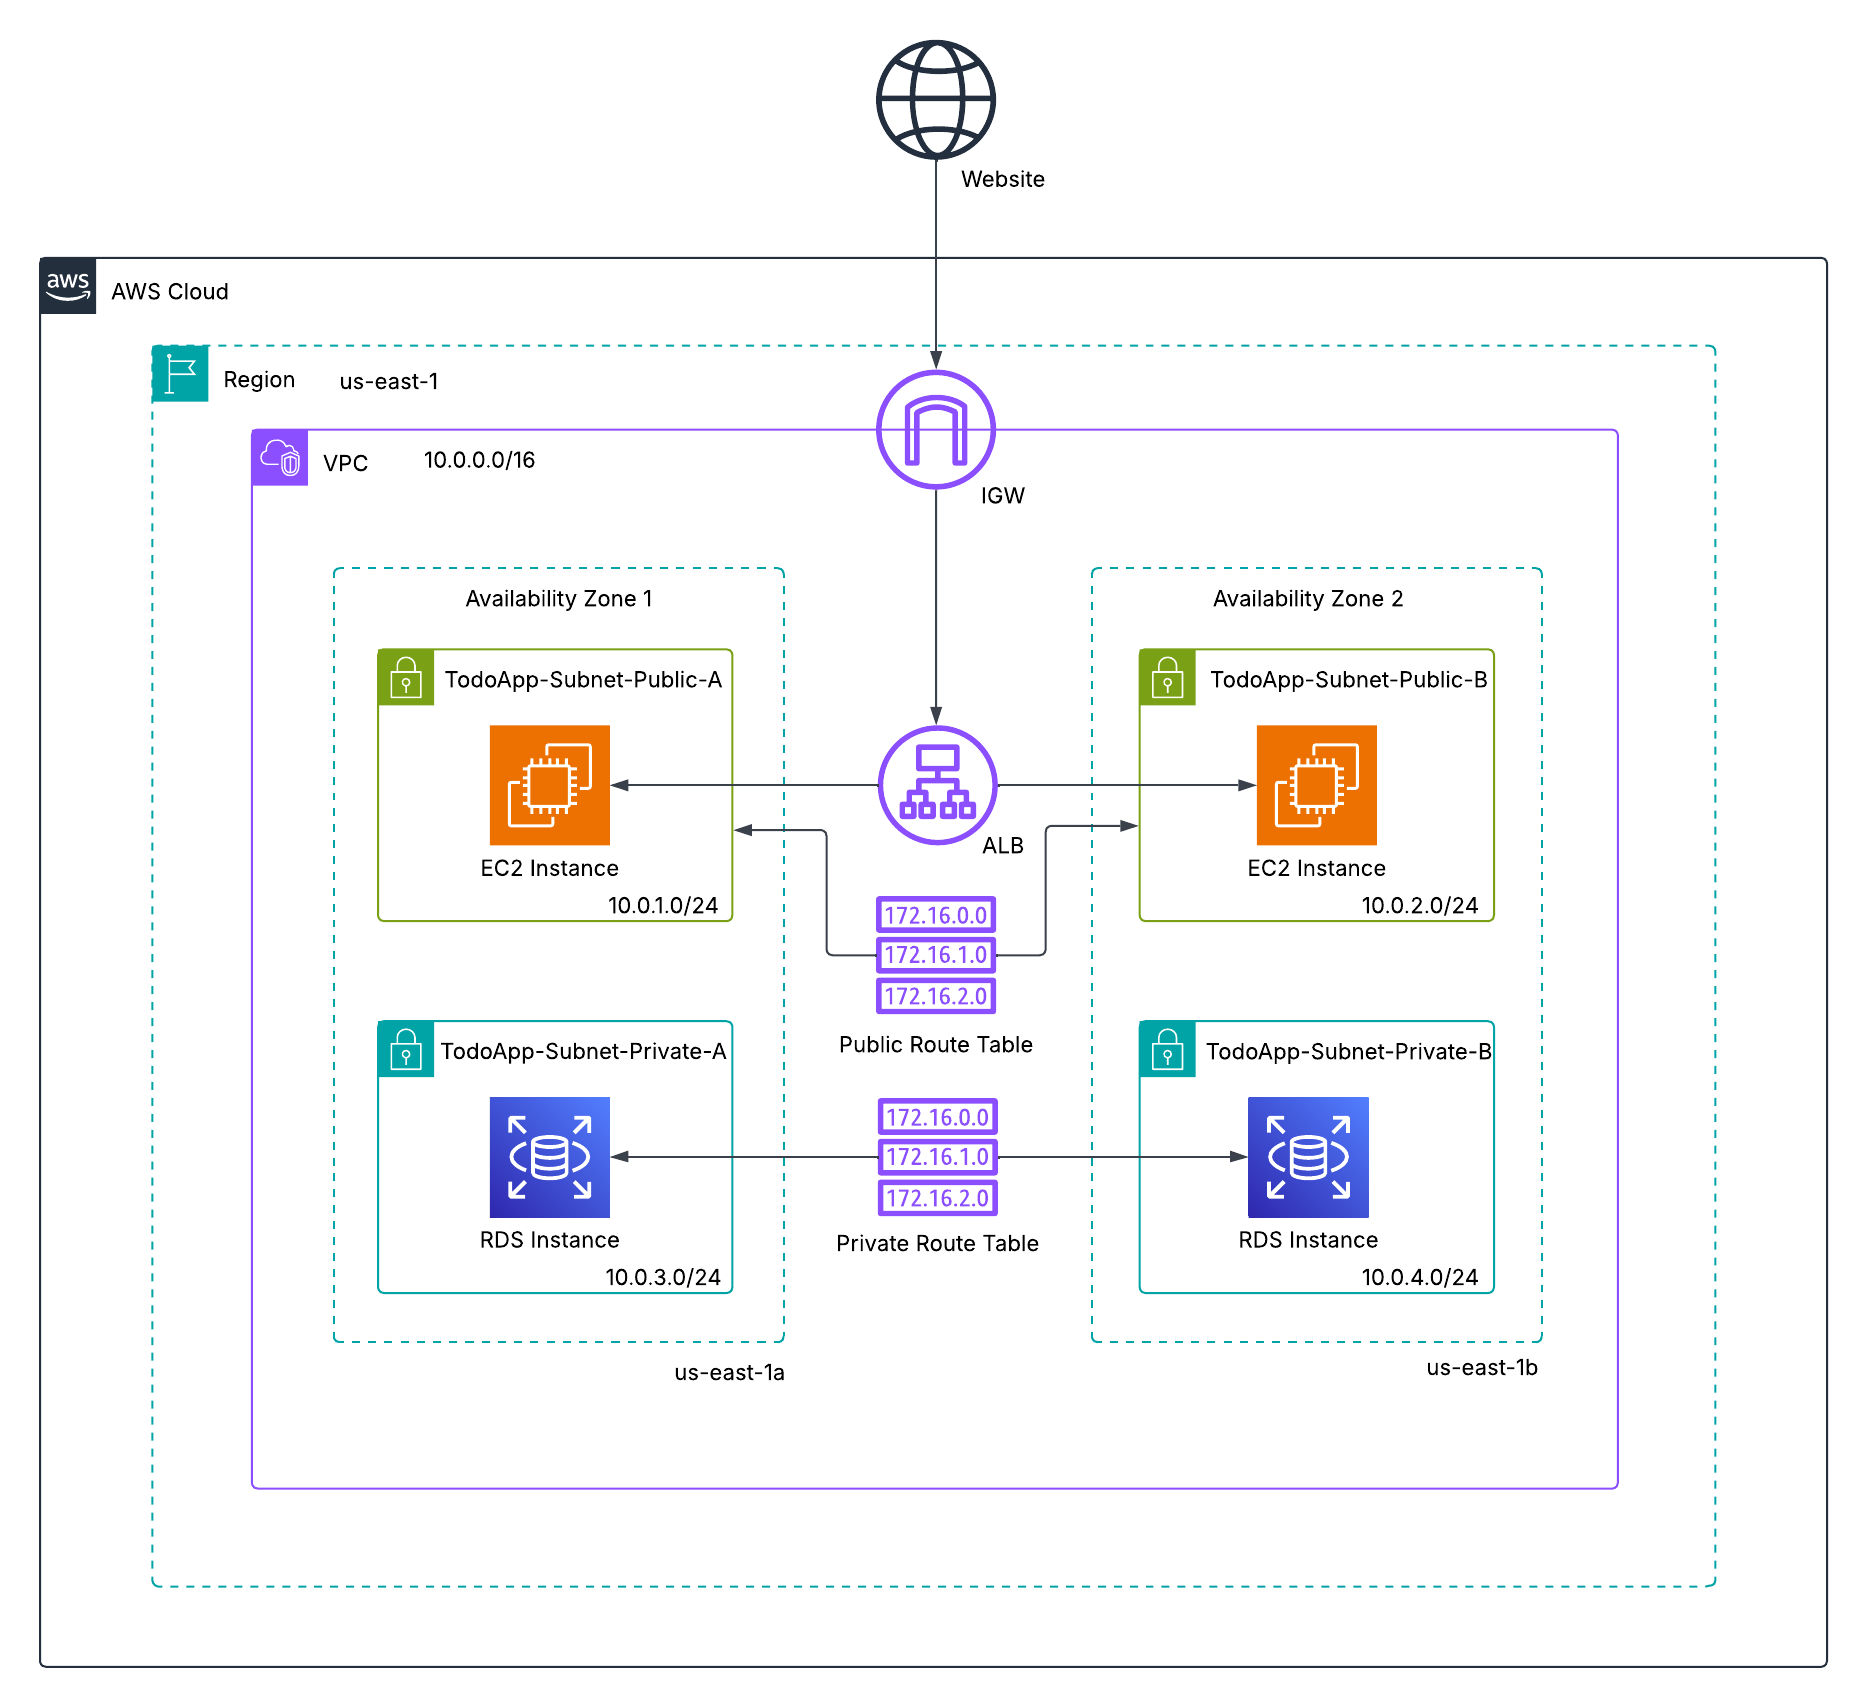 Website
aws
AWS Cloud
Region
us-east-1
VPC
10.0.0.0/16
IGW
Availability Zone 1
Availability Zone 2
TodoApp-Subnet-Public-A
TodoApp-Subnet-Public-B
ALB
EC2 Instance
EC2 Instance
10.0.1.0/24
10.0.2.0/24
172.16.0.0
172.16.1.0
172.16.2.0
Public Route Table
TodoApp-Subnet-Private-A
TodoApp-Subnet-Private-B
172.16.0.0
172.16.1.0
172.16.2.0
Private Route Table
RDS Instance
RDS Instance
10.0.3.0/24
10.0.4.0/24
us-east-1a
us-east-1b